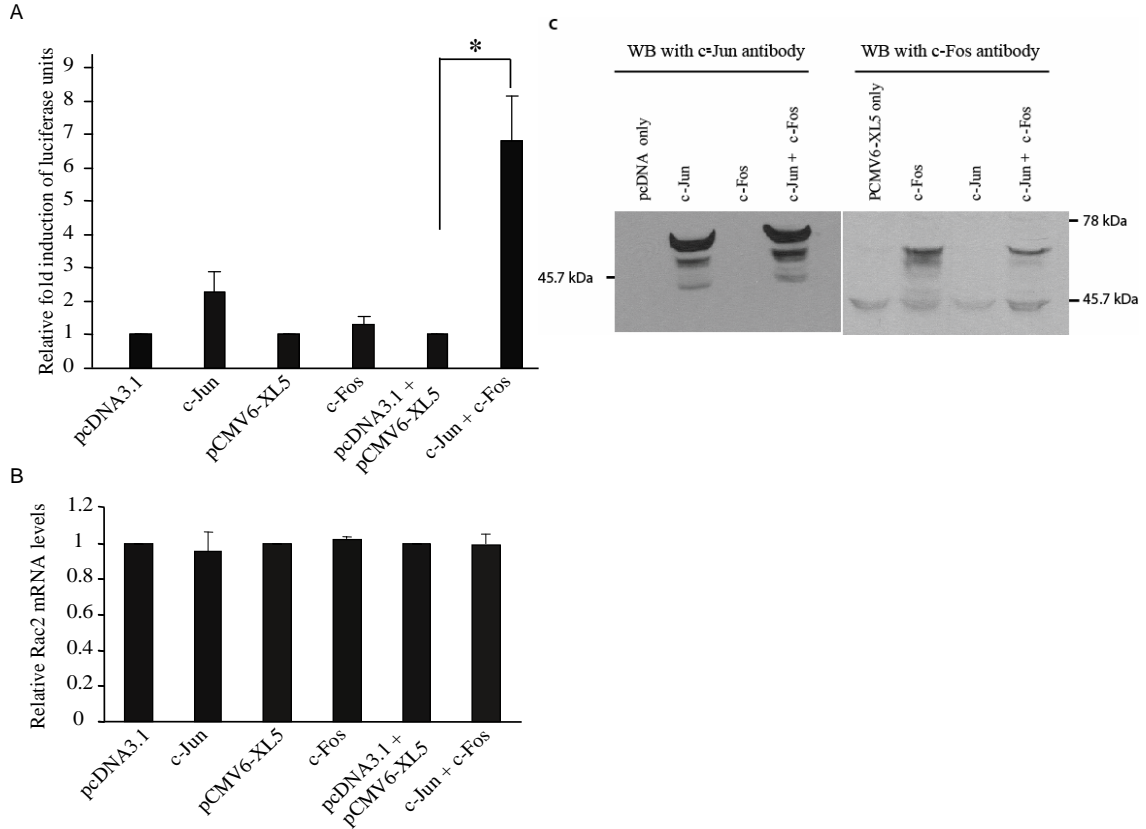 A
Relative fold induction of luciferase units
9
8
7
6
5
4
3
2
1
0
*
pcDNA3.1
c-Jun
pCMV6-XL5
c-Fos
pcDNA3.1 +
pCMV6-XL5
c-Jun + c-Fos
B
Relative Rac2 mRNA levels
1.2
1
0.8
0.6
0.4
0.2
0
pcDNA3.1
c-Jun
pCMV6-XL5
c-Fos
pcDNA3.1 +
pCMV6-XL5
c-Jun + c-Fos
c
WB with c-Jun antibody
WB with c-Fos antibody
pcDNA only
c-Jun
c-Fos
c-Jun + c-Fos
PCMV6-XL5 only
c-Fos
c-Jun
c-Jun + c-Fos
78 kDa
45.7 kDa
45.7 kDa